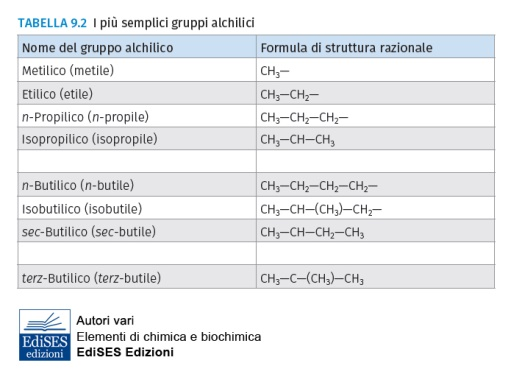 TABELLA 9.2 I più semplici gruppi alchilici
Nome del gruppo alchilico Formula di struttura razionale
Metilico (metile) CH₃—
Etilico (etile) CH₃—CH₂—
n-Propilico (n-propile) CH₃—CH₂—CH₂—
Isopropilico (isopropile) CH₃—CH—CH₃
n-Butilico (n-butile) CH₃—CH₂—CH₂—CH₂—
Isobutilico (isobutile) CH₃—CH—(CH₃)—CH₂—
sec-Butilico (sec-butile) CH₃—CH—CH₂—CH₃
terz-Butilico (terz-butile) CH₃—C—(CH₃)—CH₃
EdiSES
edizioni
Autori vari
Elementi di chimica e biochimica
EdiSES Edizioni